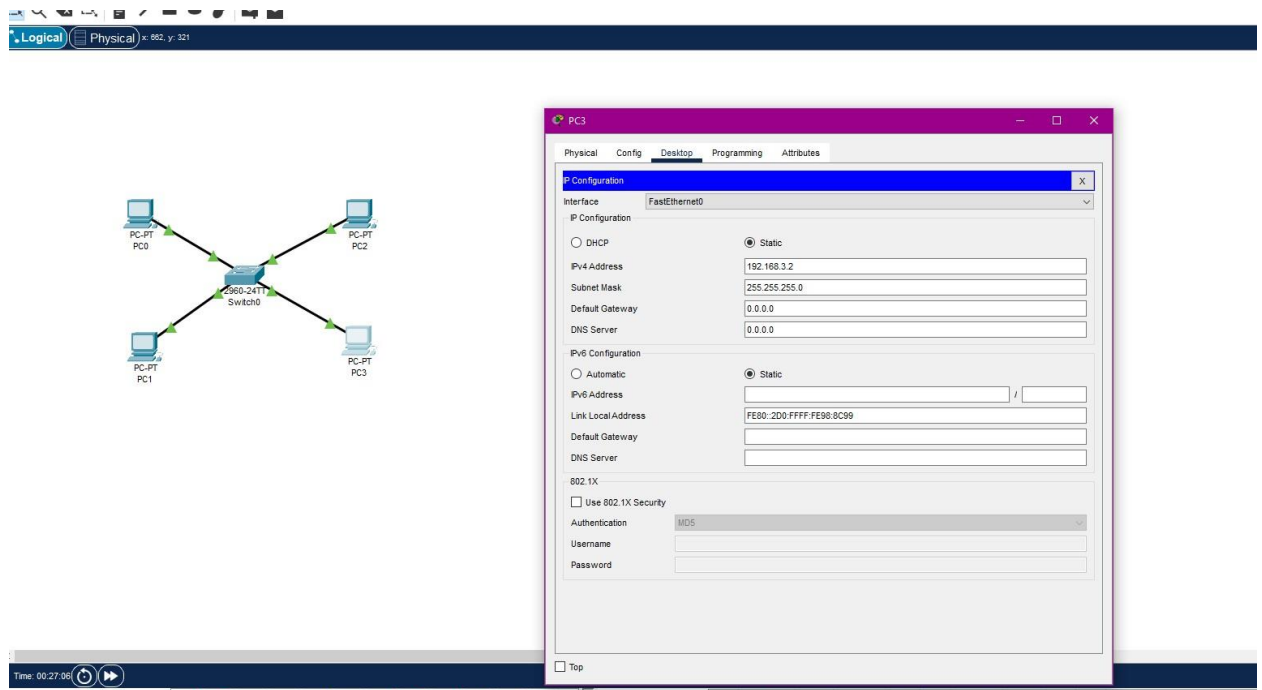 Logical Physical x: 662, y: 321
PC3
Physical Config Desktop Programming Attributes
IP Configuration X
Interface FastEthernet0
IP Configuration
DHCP Static
IPv4 Address 192.168.3.2
Subnet Mask 255.255.255.0
Default Gateway 0.0.0.0
DNS Server 0.0.0.0
IPv6 Configuration
Automatic Static
IPv6 Address /
Link Local Address FE80::2D0:FFFF:FE98:8C99
Default Gateway
DNS Server
802.1X
Use 802.1X Security
Authentication MD5
Username
Password
Top
PC-PT
PC0
PC-PT
PC2
2960-24TT
Switch0
PC-PT
PC1
PC-PT
PC3
Time: 00:27:06